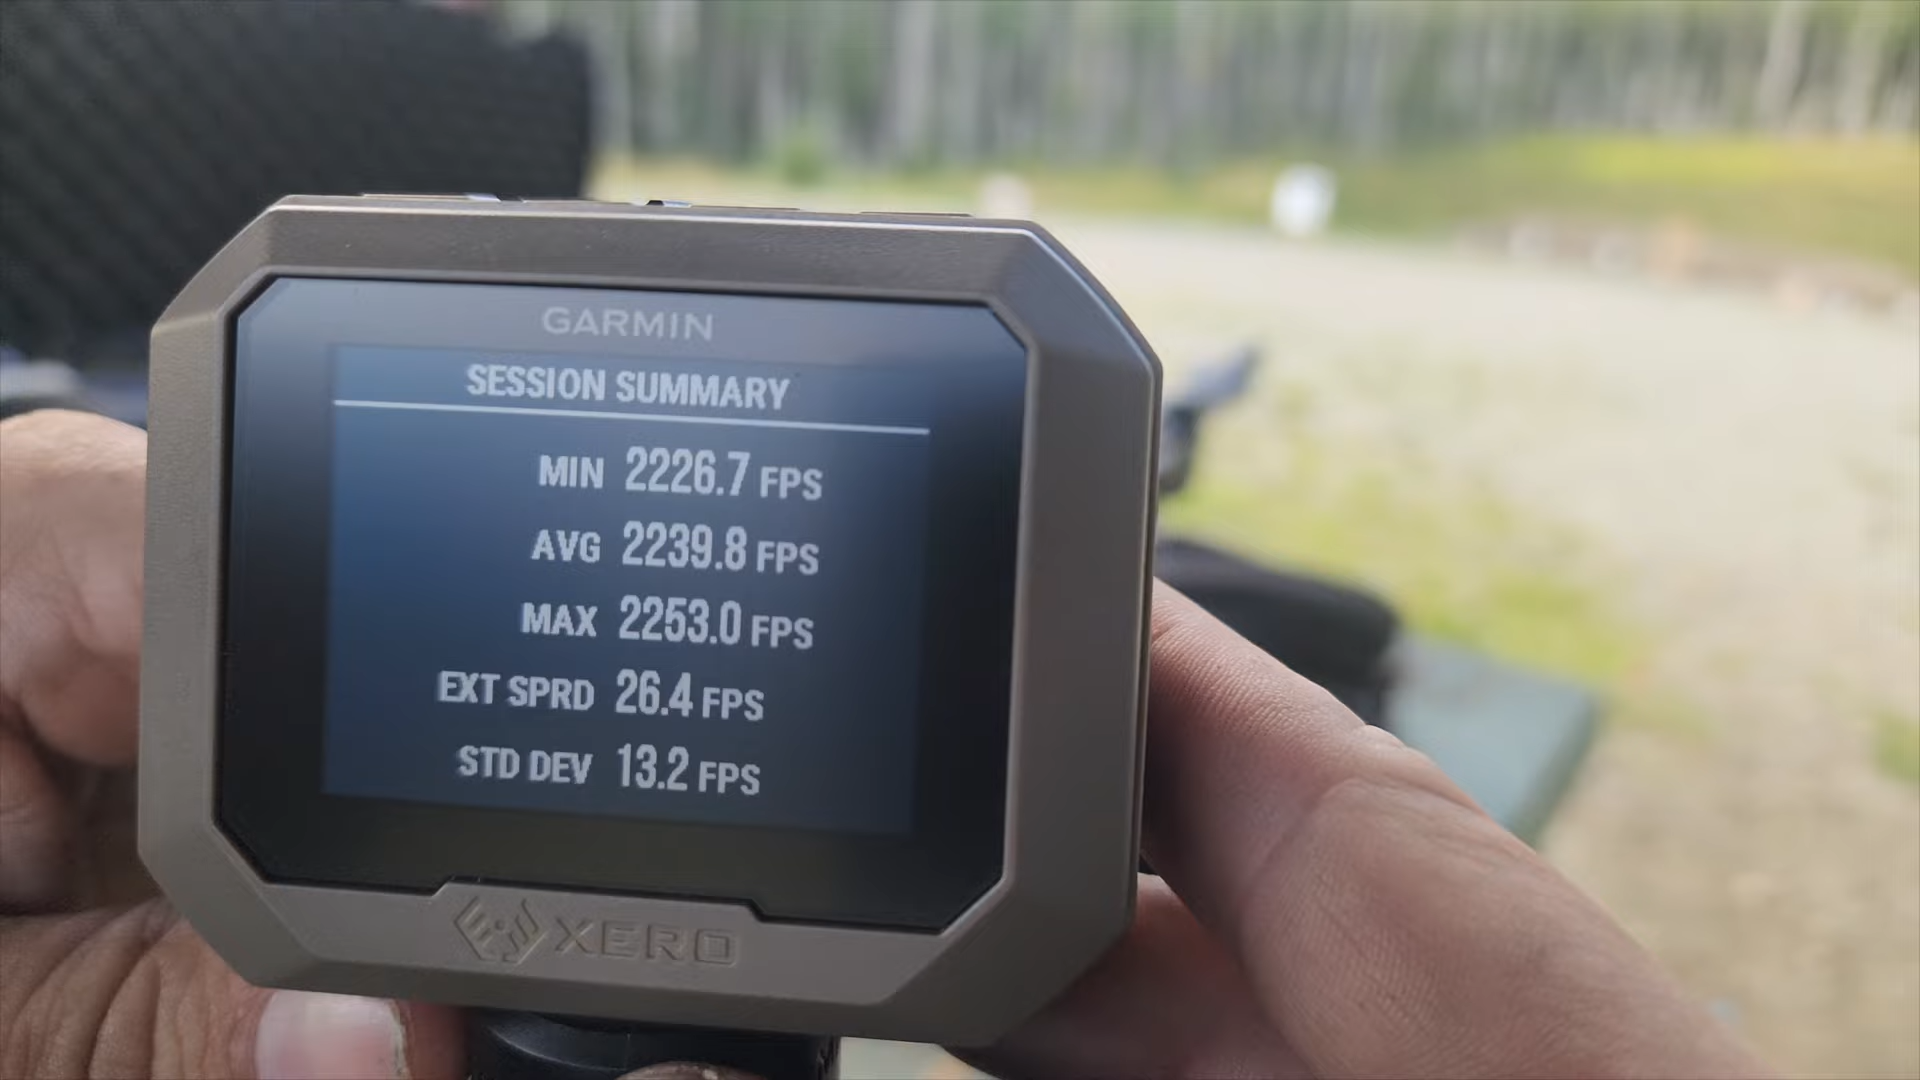 GARMIN
SESSION SUMMARY
MIN 2226.7 FPS
AVG 2239.8 FPS
MAX 2253.0 FPS
EXT SPRD 26.4 FPS
STD DEV 13.2 FPS
XERO